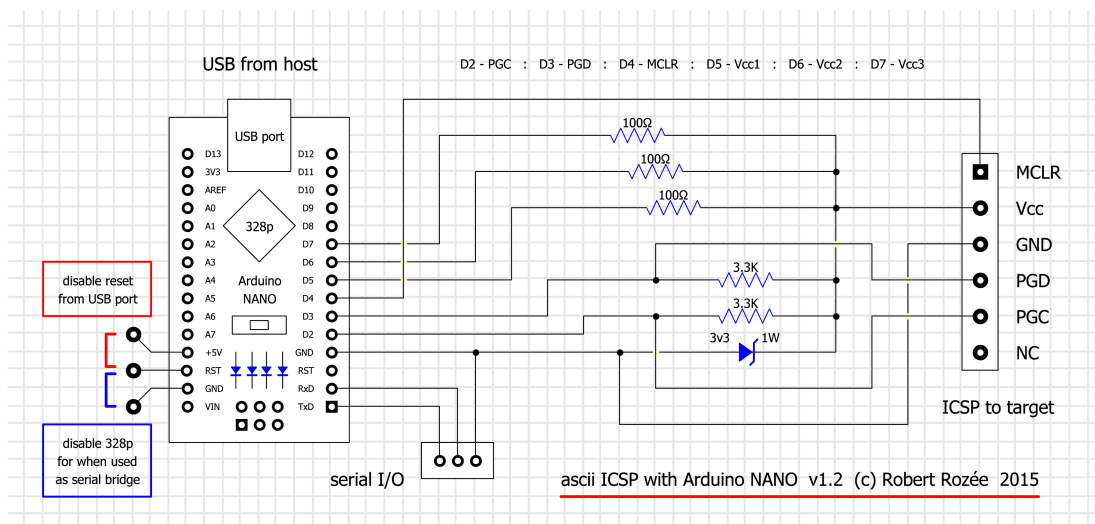 USB from host
D2 - PGC : D3 - PGD : D4 - MCLR : D5 - Vcc1 : D6 - Vcc2 : D7 - Vcc3
USB port
D13
3V3
AREF
A0
A1
A2
A3
A4
A5
A6
A7
+5V
RST
GND
VIN
328p
Arduino
NANO
D12
D11
D10
D9
D8
D7
D6
D5
D4
D3
D2
GND
RST
RxD
TxD
disable reset
from USB port
disable 328p
for when used
as serial bridge
100Ω
100Ω
100Ω
3.3K
3.3K
3v3 1W
MCLR
Vcc
GND
PGD
PGC
NC
ICSP to target
serial I/O
ascii ICSP with Arduino NANO v1.2 (c) Robert Rozée 2015